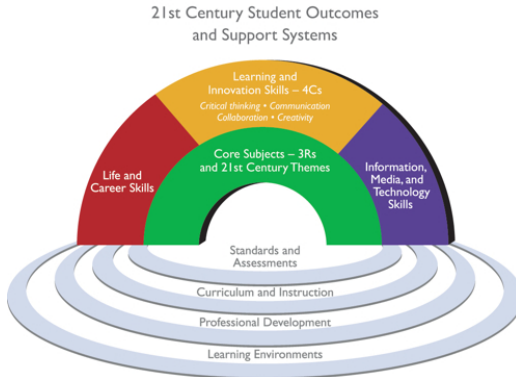 21st Century Student Outcomes
and Support Systems
Learning and
Innovation Skills – 4Cs
Critical thinking • Communication
Collaboration • Creativity
Core Subjects – 3Rs
and 21st Century Themes
Life and
Career Skills
Information,
Media, and
Technology
Skills
Standards and
Assessments
Curriculum and Instruction
Professional Development
Learning Environments